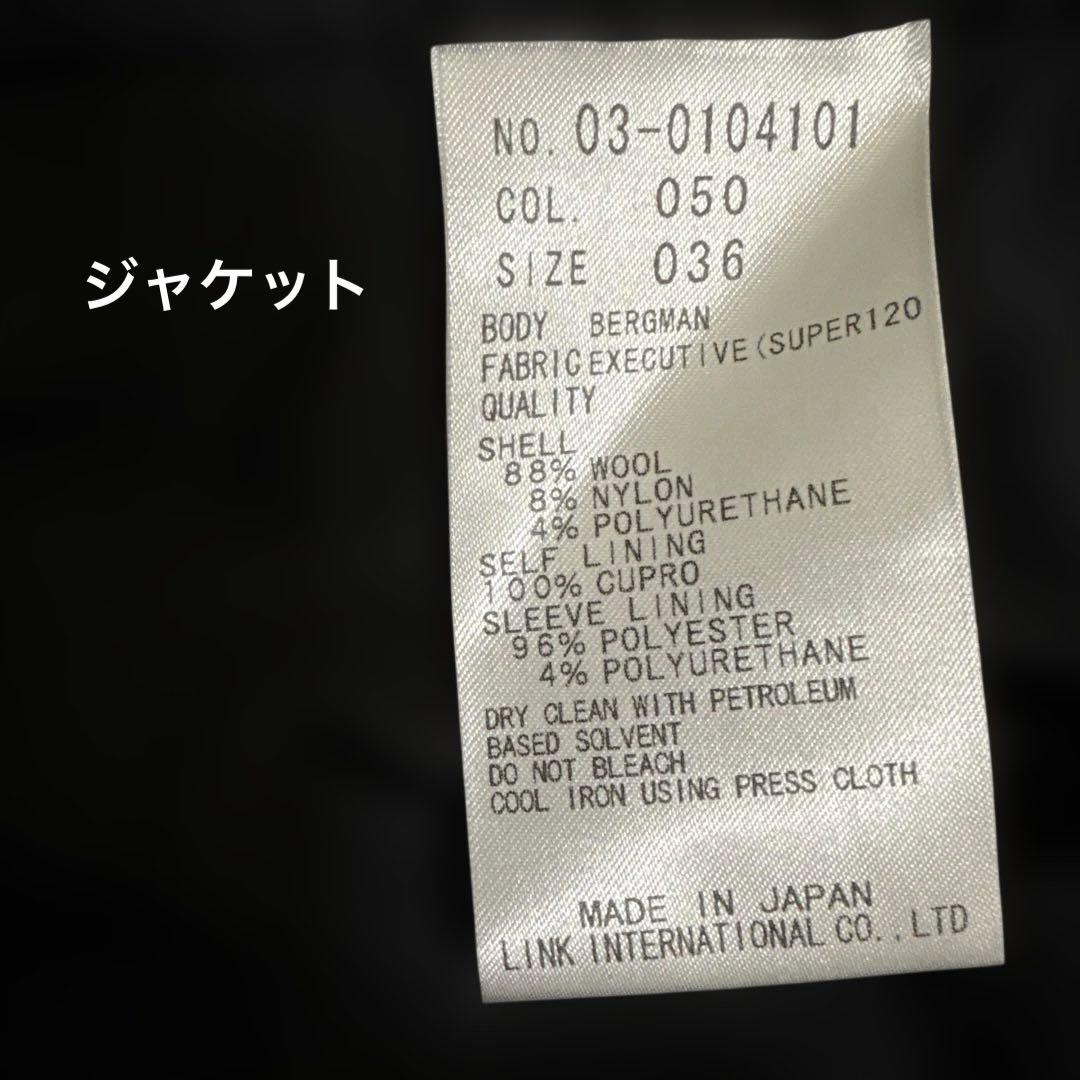 ジャケット
NO. 03-0104101
COL. 050
SIZE 036
BODY BERGMAN
FABRIC EXECUTIVE (SUPER120
QUALITY
SHELL
88% WOOL
8% NYLON
4% POLYURETHANE
SELF LINING
100% CUPRO
SLEEVE LINING
96% POLYESTER
4% POLYURETHANE
DRY CLEAN WITH PETROLEUM
BASED SOLVENT
DO NOT BLEACH
COOL IRON USING PRESS CLOTH
MADE IN JAPAN
LINK INTERNATIONAL CO.,LTD